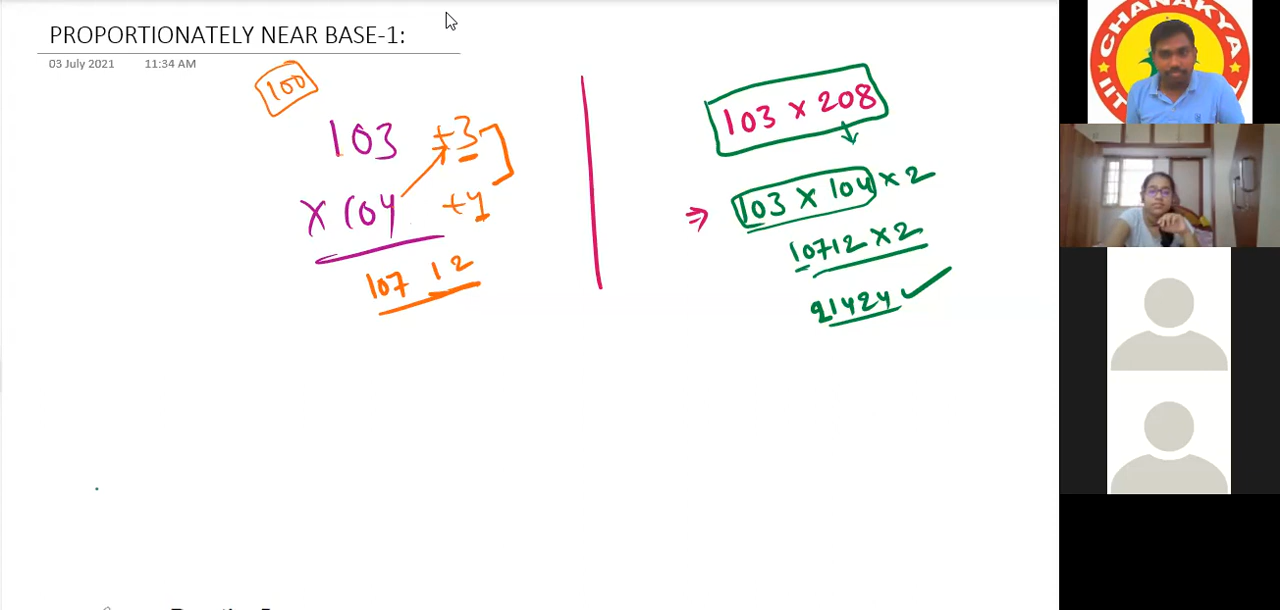 PROPORTIONATELY NEAR BASE-1:
03 July 2021 11:34 AM
100
103 +3
× 104 +4
107 12
103 × 208
⇒ 103 × 104 × 2
10712 × 2
21424 ✓
CHANAKYA